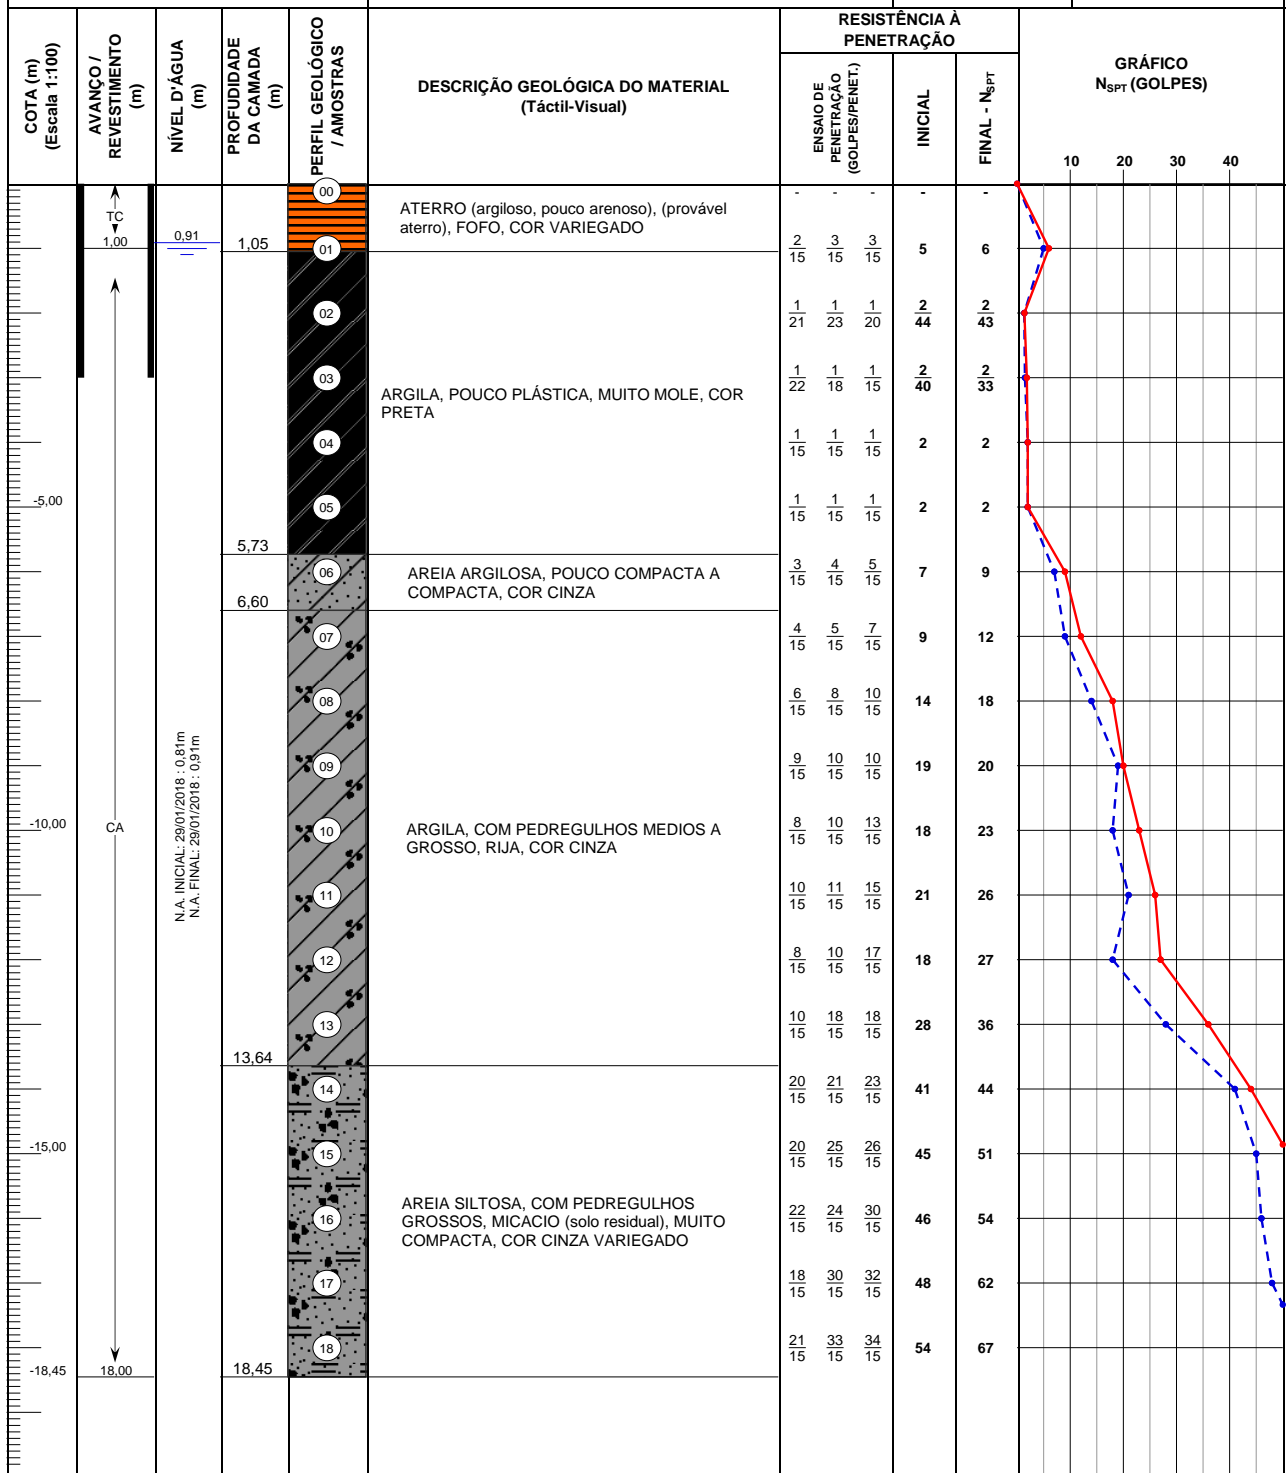 COTA (m)
(Escala 1:100)
AVANÇO /
REVESTIMENTO
(m)
NÍVEL D'ÁGUA
(m)
PROFUDIDADE
DA CAMADA
(m)
PERFIL GEOLÓGICO
/ AMOSTRAS
DESCRIÇÃO GEOLÓGICA DO MATERIAL
(Táctil-Visual)
RESISTÊNCIA À
PENETRAÇÃO
ENSAIO DE
PENETRAÇÃO
(GOLPES/PENET.)
INICIAL
FINAL - NSPT
GRÁFICO
NSPT (GOLPES)
10 20 30 40
00
- - - - -
TC
ATERRO (argiloso, pouco arenoso), (provável
aterro), FOFO, COR VARIEGADO
1,00 0,91 1,05
01
2/15 3/15 3/15 5 6
02
1/21 1/23 1/20 2/44 2/43
03
1/22 1/18 1/15 2/40 2/33
ARGILA, POUCO PLÁSTICA, MUITO MOLE, COR
PRETA
04
1/15 1/15 1/15 2 2
-5,00
05
1/15 1/15 1/15 2 2
5,73
06
AREIA ARGILOSA, POUCO COMPACTA A
COMPACTA, COR CINZA
3/15 4/15 5/15 7 9
6,60
07
4/15 5/15 7/15 9 12
08
6/15 8/15 10/15 14 18
09
9/15 10/15 10/15 19 20
N.A. INICIAL: 29/01/2018 : 0,81m
N.A. FINAL: 29/01/2018 : 0,91m
-10,00
CA
10
ARGILA, COM PEDREGULHOS MEDIOS A
GROSSO, RIJA, COR CINZA
8/15 10/15 13/15 18 23
11
10/15 11/15 15/15 21 26
12
8/15 10/15 17/15 18 27
13
10/15 18/15 18/15 28 36
13,64
14
20/15 21/15 23/15 41 44
-15,00
15
20/15 25/15 26/15 45 51
16
AREIA SILTOSA, COM PEDREGULHOS
GROSSOS, MICACIO (solo residual), MUITO
COMPACTA, COR CINZA VARIEGADO
22/15 24/15 30/15 46 54
17
18/15 30/15 32/15 48 62
18
21/15 33/15 34/15 54 67
-18,45 18,00 18,45